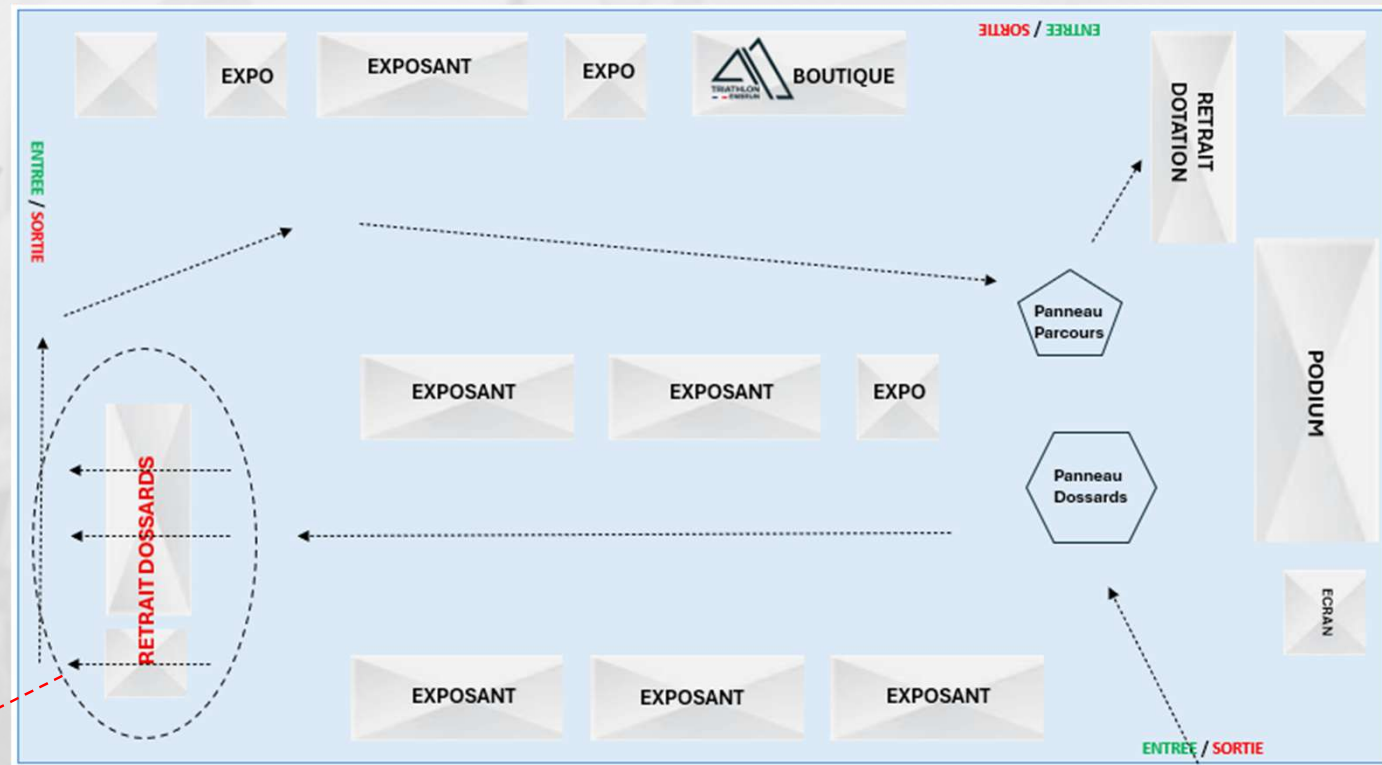 ENTREE / SORTIE
EXPO
EXPOSANT
EXPO
TRIATHLON
EMBRUN
BOUTIQUE
RETRAIT
DOTATION
ENTREE / SORTIE
Panneau
Parcours
EXPOSANT
EXPOSANT
EXPO
PODIUM
RETRAIT DOSSARDS
Panneau
Dossards
ECRAN
EXPOSANT
EXPOSANT
EXPOSANT
ENTREE / SORTIE